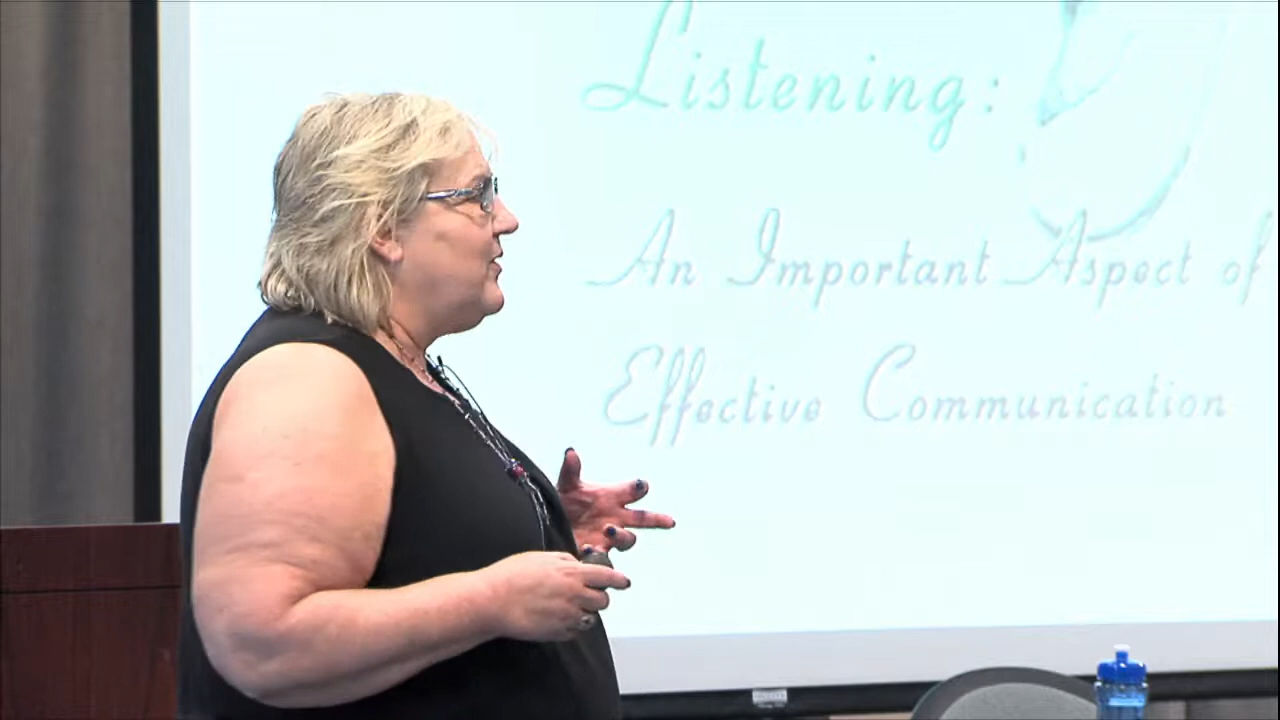 Listening:
An Important Aspect of
Effective Communication